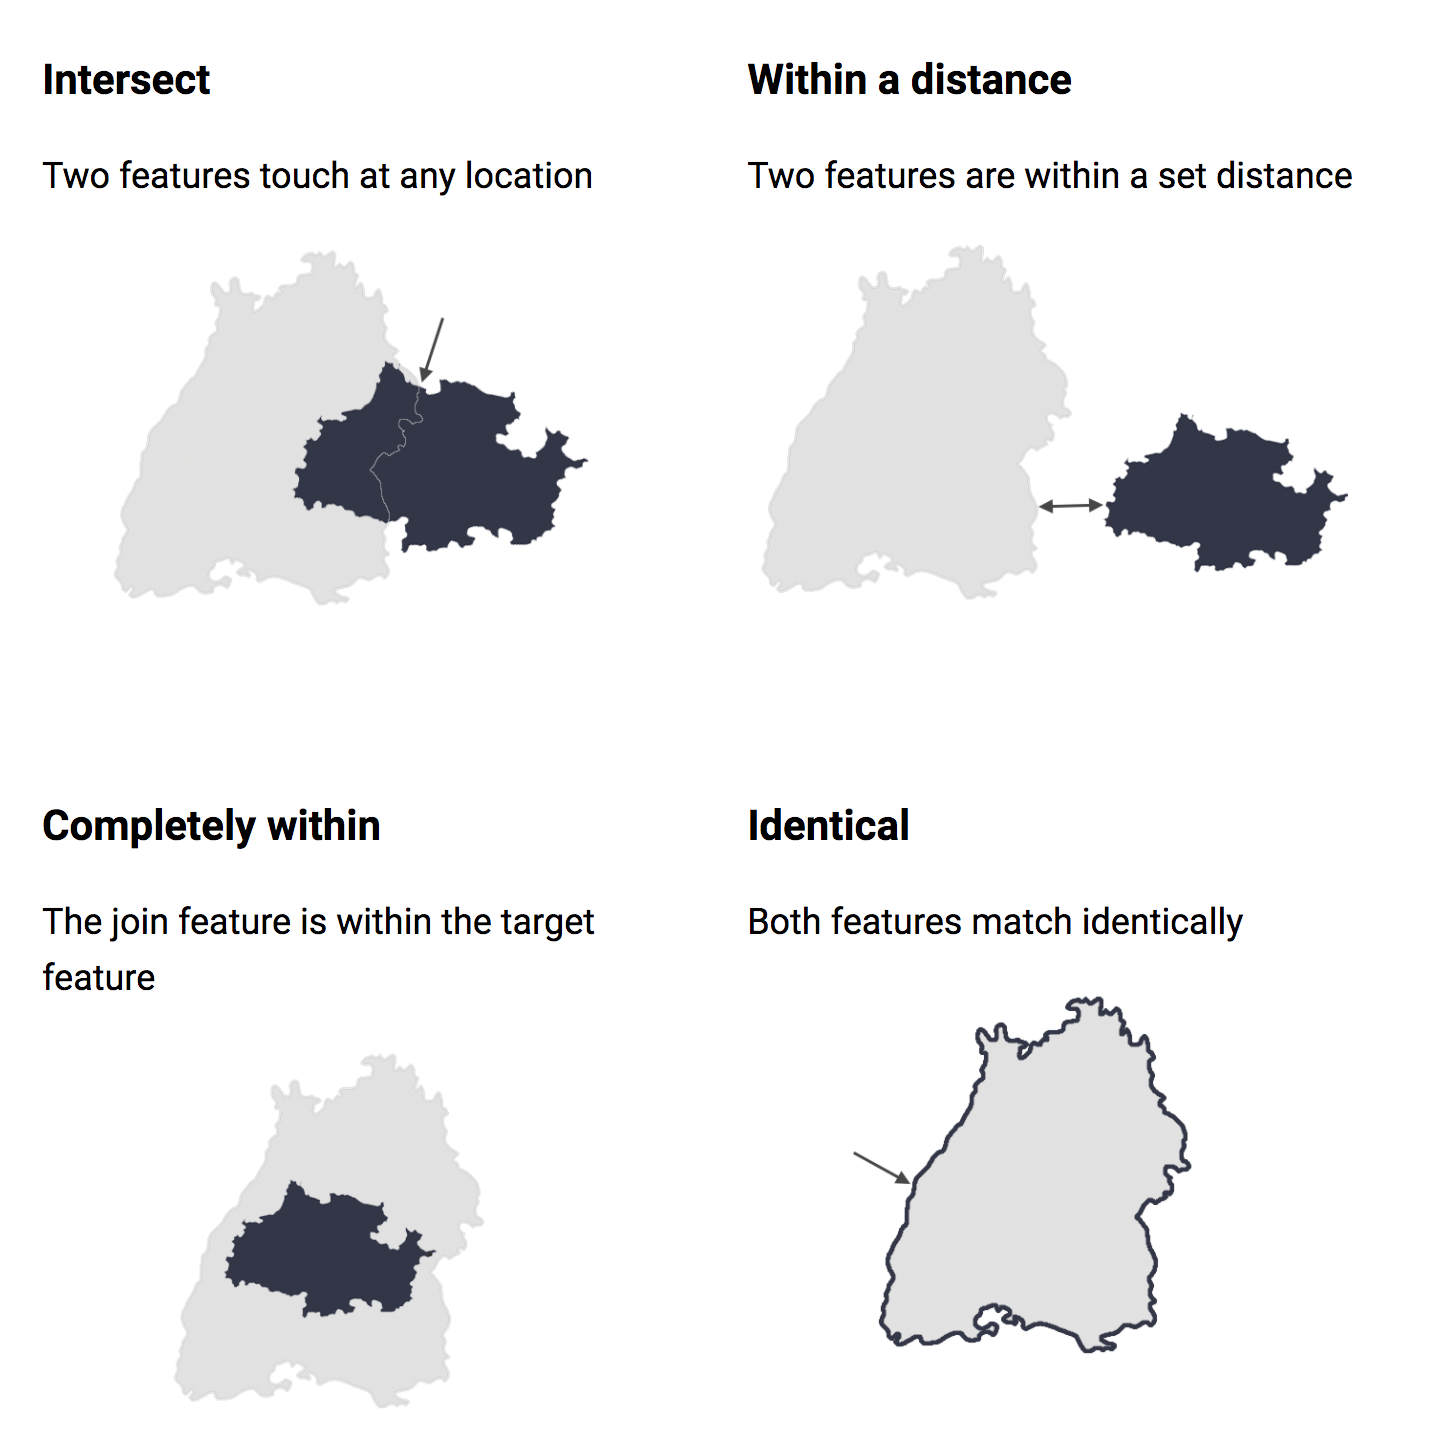 Intersect
Two features touch at any location
Within a distance
Two features are within a set distance
Completely within
The join feature is within the target
feature
Identical
Both features match identically